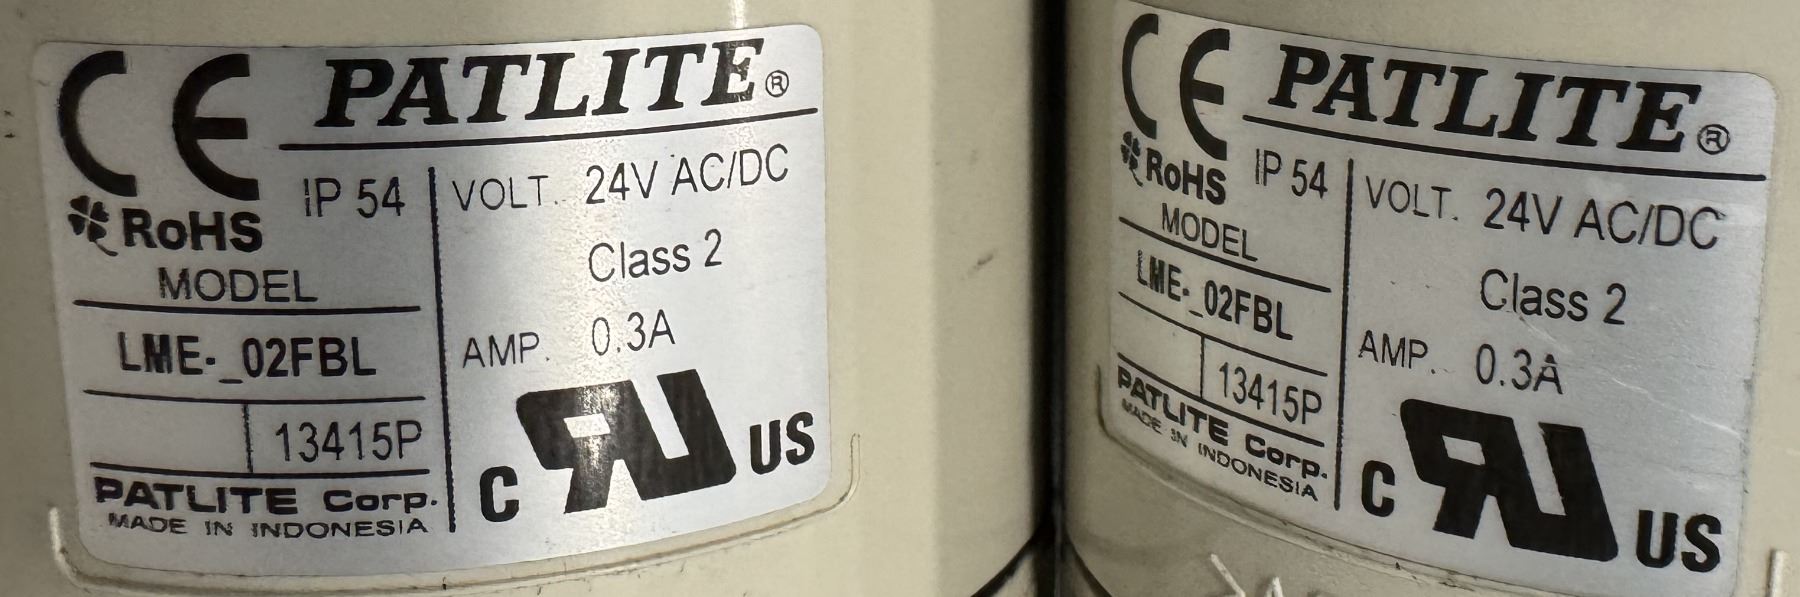 CE PATLITE®
IP 54
RoHS
MODEL
LME-_02FBL
13415P
PATLITE Corp.
MADE IN INDONESIA
VOLT. 24V AC/DC
Class 2
AMP. 0.3A
C RU US
CE PATLITE®
IP 54
RoHS
MODEL
LME-_02FBL
13415P
PATLITE Corp.
MADE IN INDONESIA
VOLT. 24V AC/DC
Class 2
AMP. 0.3A
C RU US